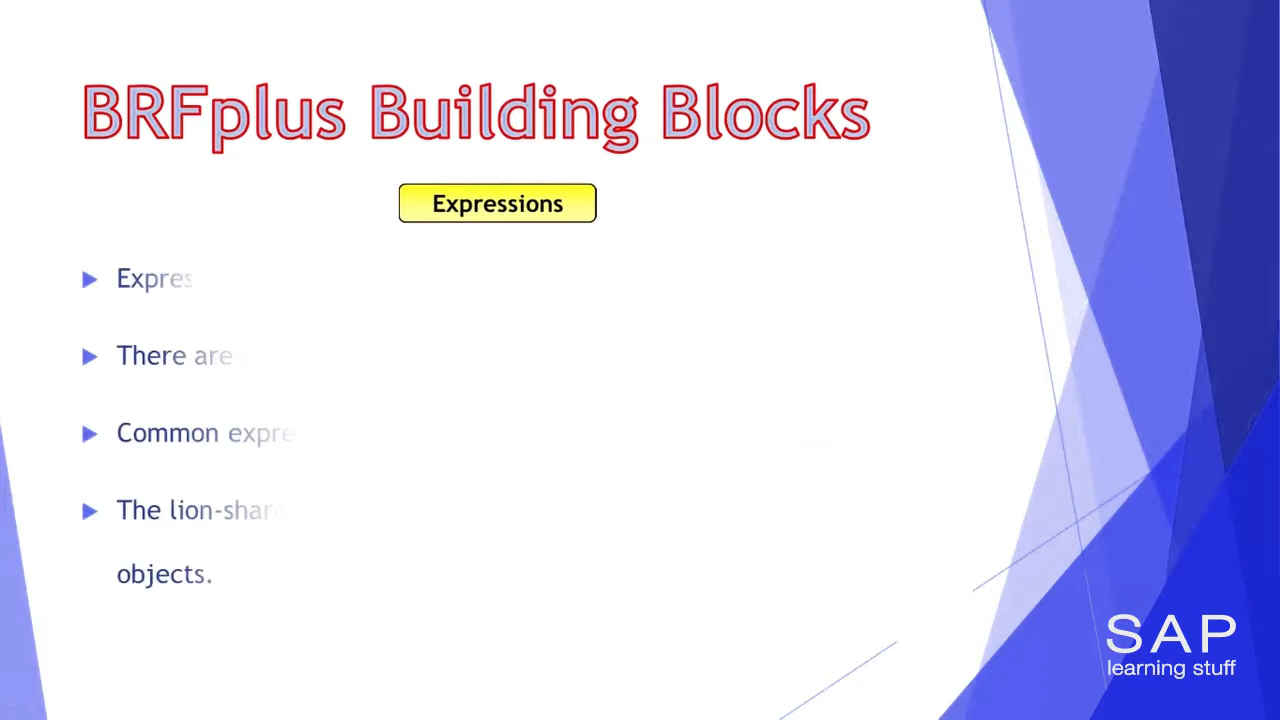 BRFplus Building Blocks
Expressions
Expres
There are
Common expre
The lion-shar
objects.
SAP
learning stuff